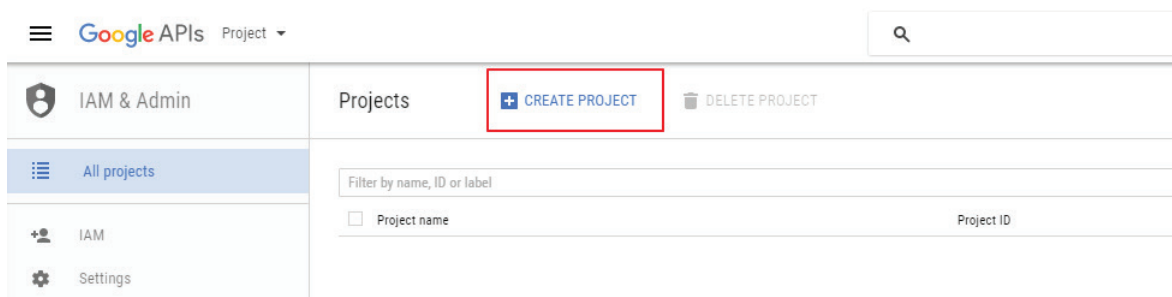 Google APIs Project
IAM & Admin
Projects CREATE PROJECT DELETE PROJECT
All projects
Filter by name, ID or label
Project name Project ID
IAM
Settings